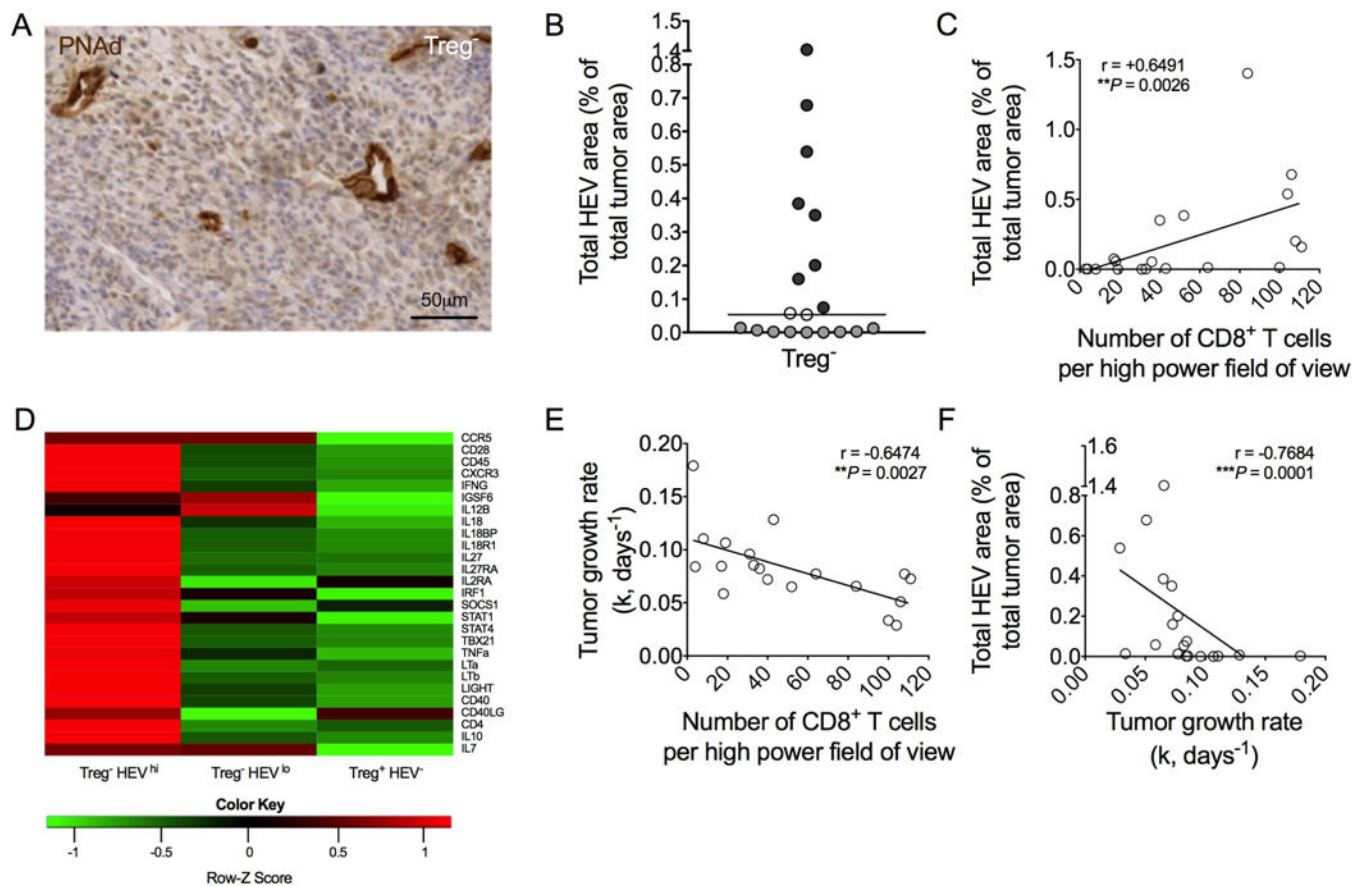 A
PNAd
Treg-
50μm
B
Total HEV area (% of
total tumor area)
1.5
1.4
0.8
0.7
0.6
0.5
0.4
0.3
0.2
0.1
0.0
Treg-
C
r = +0.6491
**P = 0.0026
Total HEV area (% of
total tumor area)
1.5
1.0
0.5
0.0
0 20 40 60 80 100 120
Number of CD8+ T cells
per high power field of view
D
CCR5
CD28
CD45
CXCR3
IFNG
IGSF6
IL12B
IL18
IL18BP
IL18R1
IL27
IL27RA
IL2RA
IRF1
SOCS1
STAT1
STAT4
TBX21
TNFa
LTa
LTb
LIGHT
CD40
CD40LG
CD4
IL10
IL7
Treg- HEV hi Treg- HEV lo Treg+ HEV-
Color Key
-1 -0.5 0 0.5 1
Row-Z Score
E
r = -0.6474
**P = 0.0027
Tumor growth rate
(k, days-1)
0.20
0.15
0.10
0.05
0.00
0 20 40 60 80 100 120
Number of CD8+ T cells
per high power field of view
F
r = -0.7684
***P = 0.0001
Total HEV area (% of
total tumor area)
1.6
1.4
0.8
0.6
0.4
0.2
0.0
0.00 0.05 0.10 0.15 0.20
Tumor growth rate
(k, days-1)